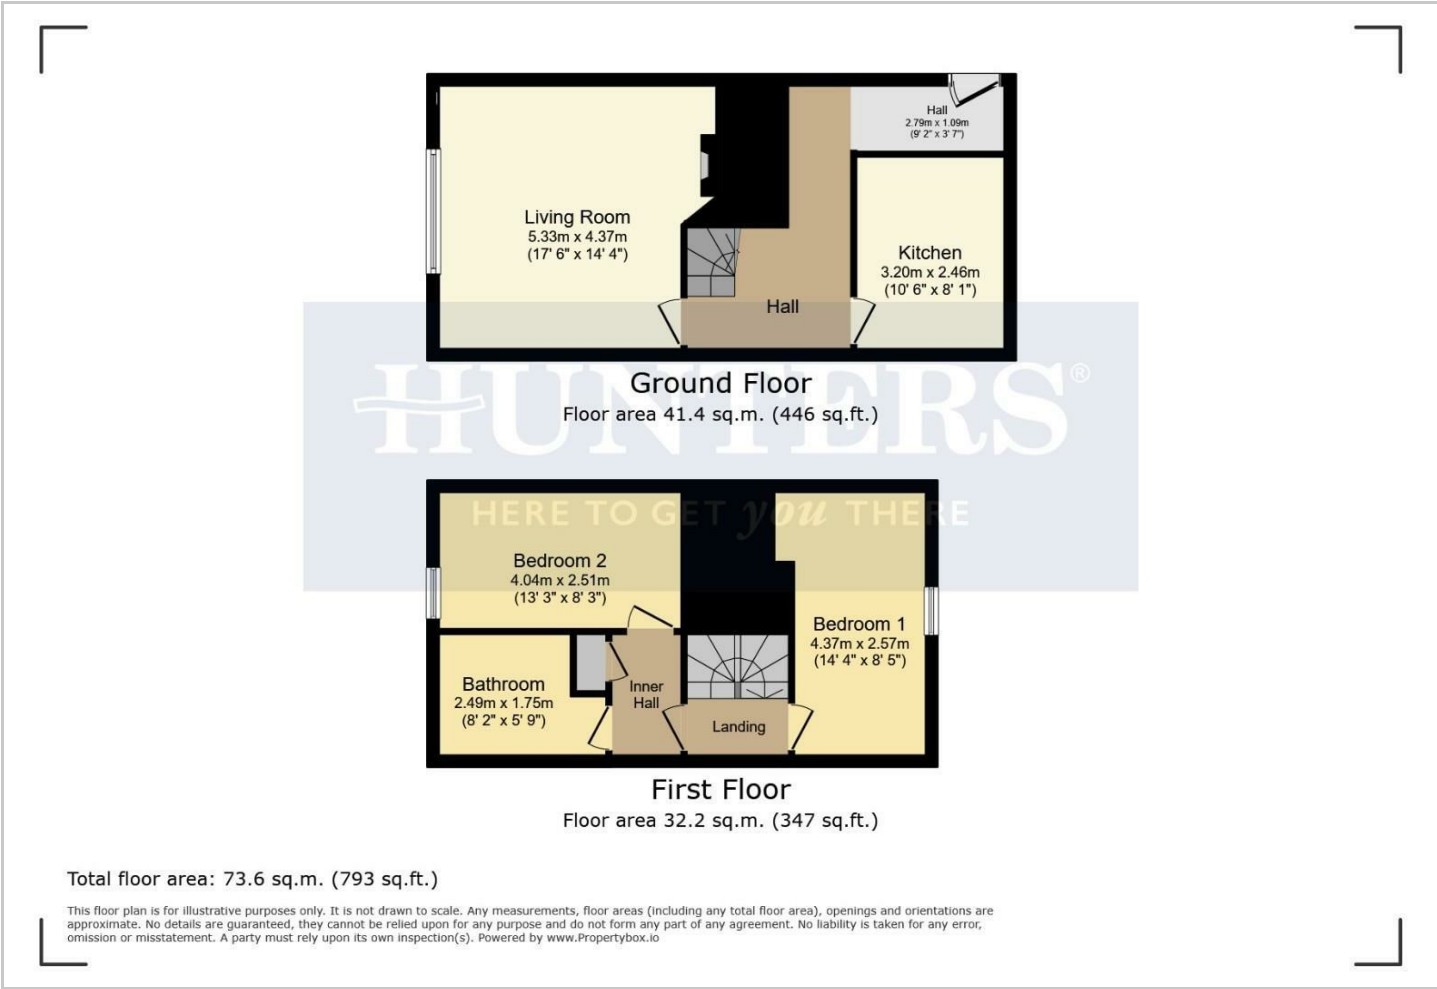 Hall
2.79m x 1.09m
(9' 2" x 3' 7")
Living Room
5.33m x 4.37m
(17' 6" x 14' 4")
Kitchen
3.20m x 2.46m
(10' 6" x 8' 1")
Hall
Ground Floor
Floor area 41.4 sq.m. (446 sq.ft.)
HUNTERS®
HERE TO GET you THERE
Bedroom 2
4.04m x 2.51m
(13' 3" x 8' 3")
Bedroom 1
4.37m x 2.57m
(14' 4" x 8' 5")
Bathroom
2.49m x 1.75m
(8' 2" x 5' 9")
Inner
Hall
Landing
First Floor
Floor area 32.2 sq.m. (347 sq.ft.)
Total floor area: 73.6 sq.m. (793 sq.ft.)
This floor plan is for illustrative purposes only. It is not drawn to scale. Any measurements, floor areas (including any total floor area), openings and orientations are
approximate. No details are guaranteed, they cannot be relied upon for any purpose and do not form any part of any agreement. No liability is taken for any error,
omission or misstatement. A party must rely upon its own inspection(s). Powered by www.Propertybox.io